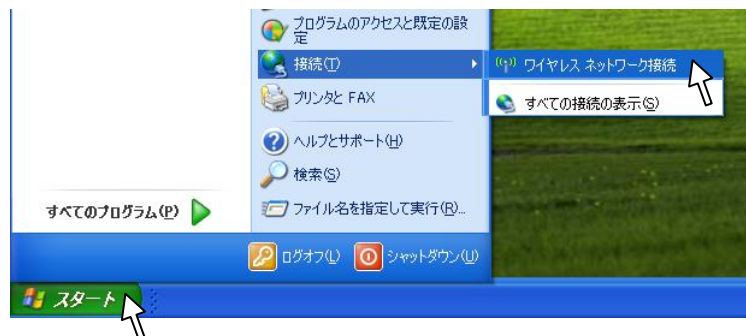 プログラムのアクセスと既定の設
定
接続(T)
ワイヤレス ネットワーク接続
プリンタと FAX
すべての接続の表示(S)
ヘルプとサポート(H)
検索(S)
すべてのプログラム(P)
ファイル名を指定して実行(R)...
ログオフ(L)
シャットダウン(U)
スタート